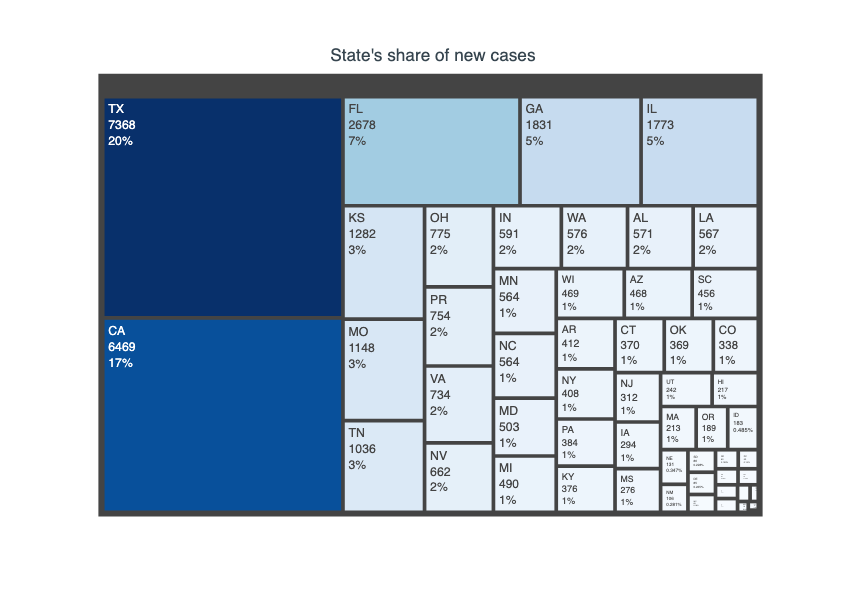 State's share of new cases
TX
7368
20%
FL
2678
7%
GA
1831
5%
IL
1773
5%
KS
1282
3%
OH
775
2%
IN
591
2%
WA
576
2%
AL
571
2%
LA
567
2%
MN
564
1%
WI
469
1%
AZ
468
1%
SC
456
1%
PR
754
2%
CA
6469
17%
MO
1148
3%
NC
564
1%
AR
412
1%
CT
370
1%
OK
369
1%
CO
338
1%
VA
734
2%
NY
408
1%
NJ
312
1%
UT
242
1%
HI
217
1%
MD
503
1%
MA
213
1%
OR
189
1%
ID
183
0.485%
TN
1036
3%
PA
384
1%
IA
294
1%
NV
662
2%
MI
490
1%
KY
376
1%
MS
276
1%
NE
131
0.347%
NM